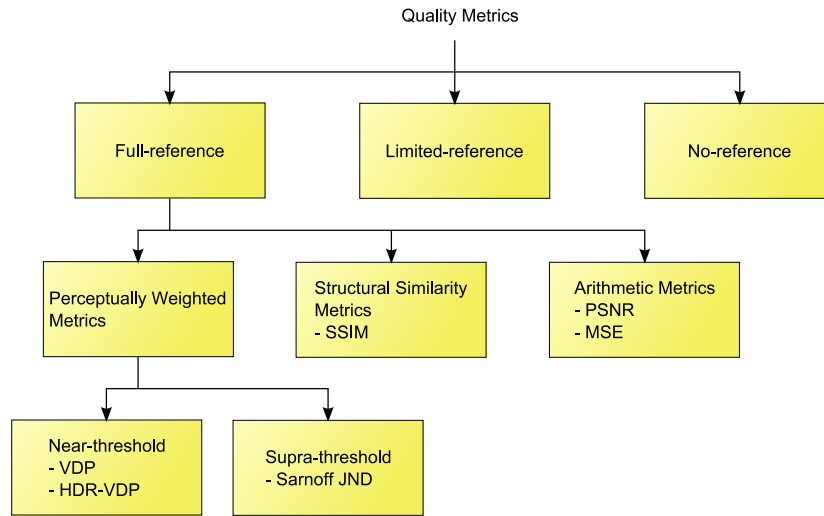 Quality Metrics
Full-reference
Limited-reference
No-reference
Perceptually Weighted
Metrics
Structural Similarity
Metrics
- SSIM
Arithmetic Metrics
- PSNR
- MSE
Near-threshold
- VDP
- HDR-VDP
Supra-threshold
- Sarnoff JND